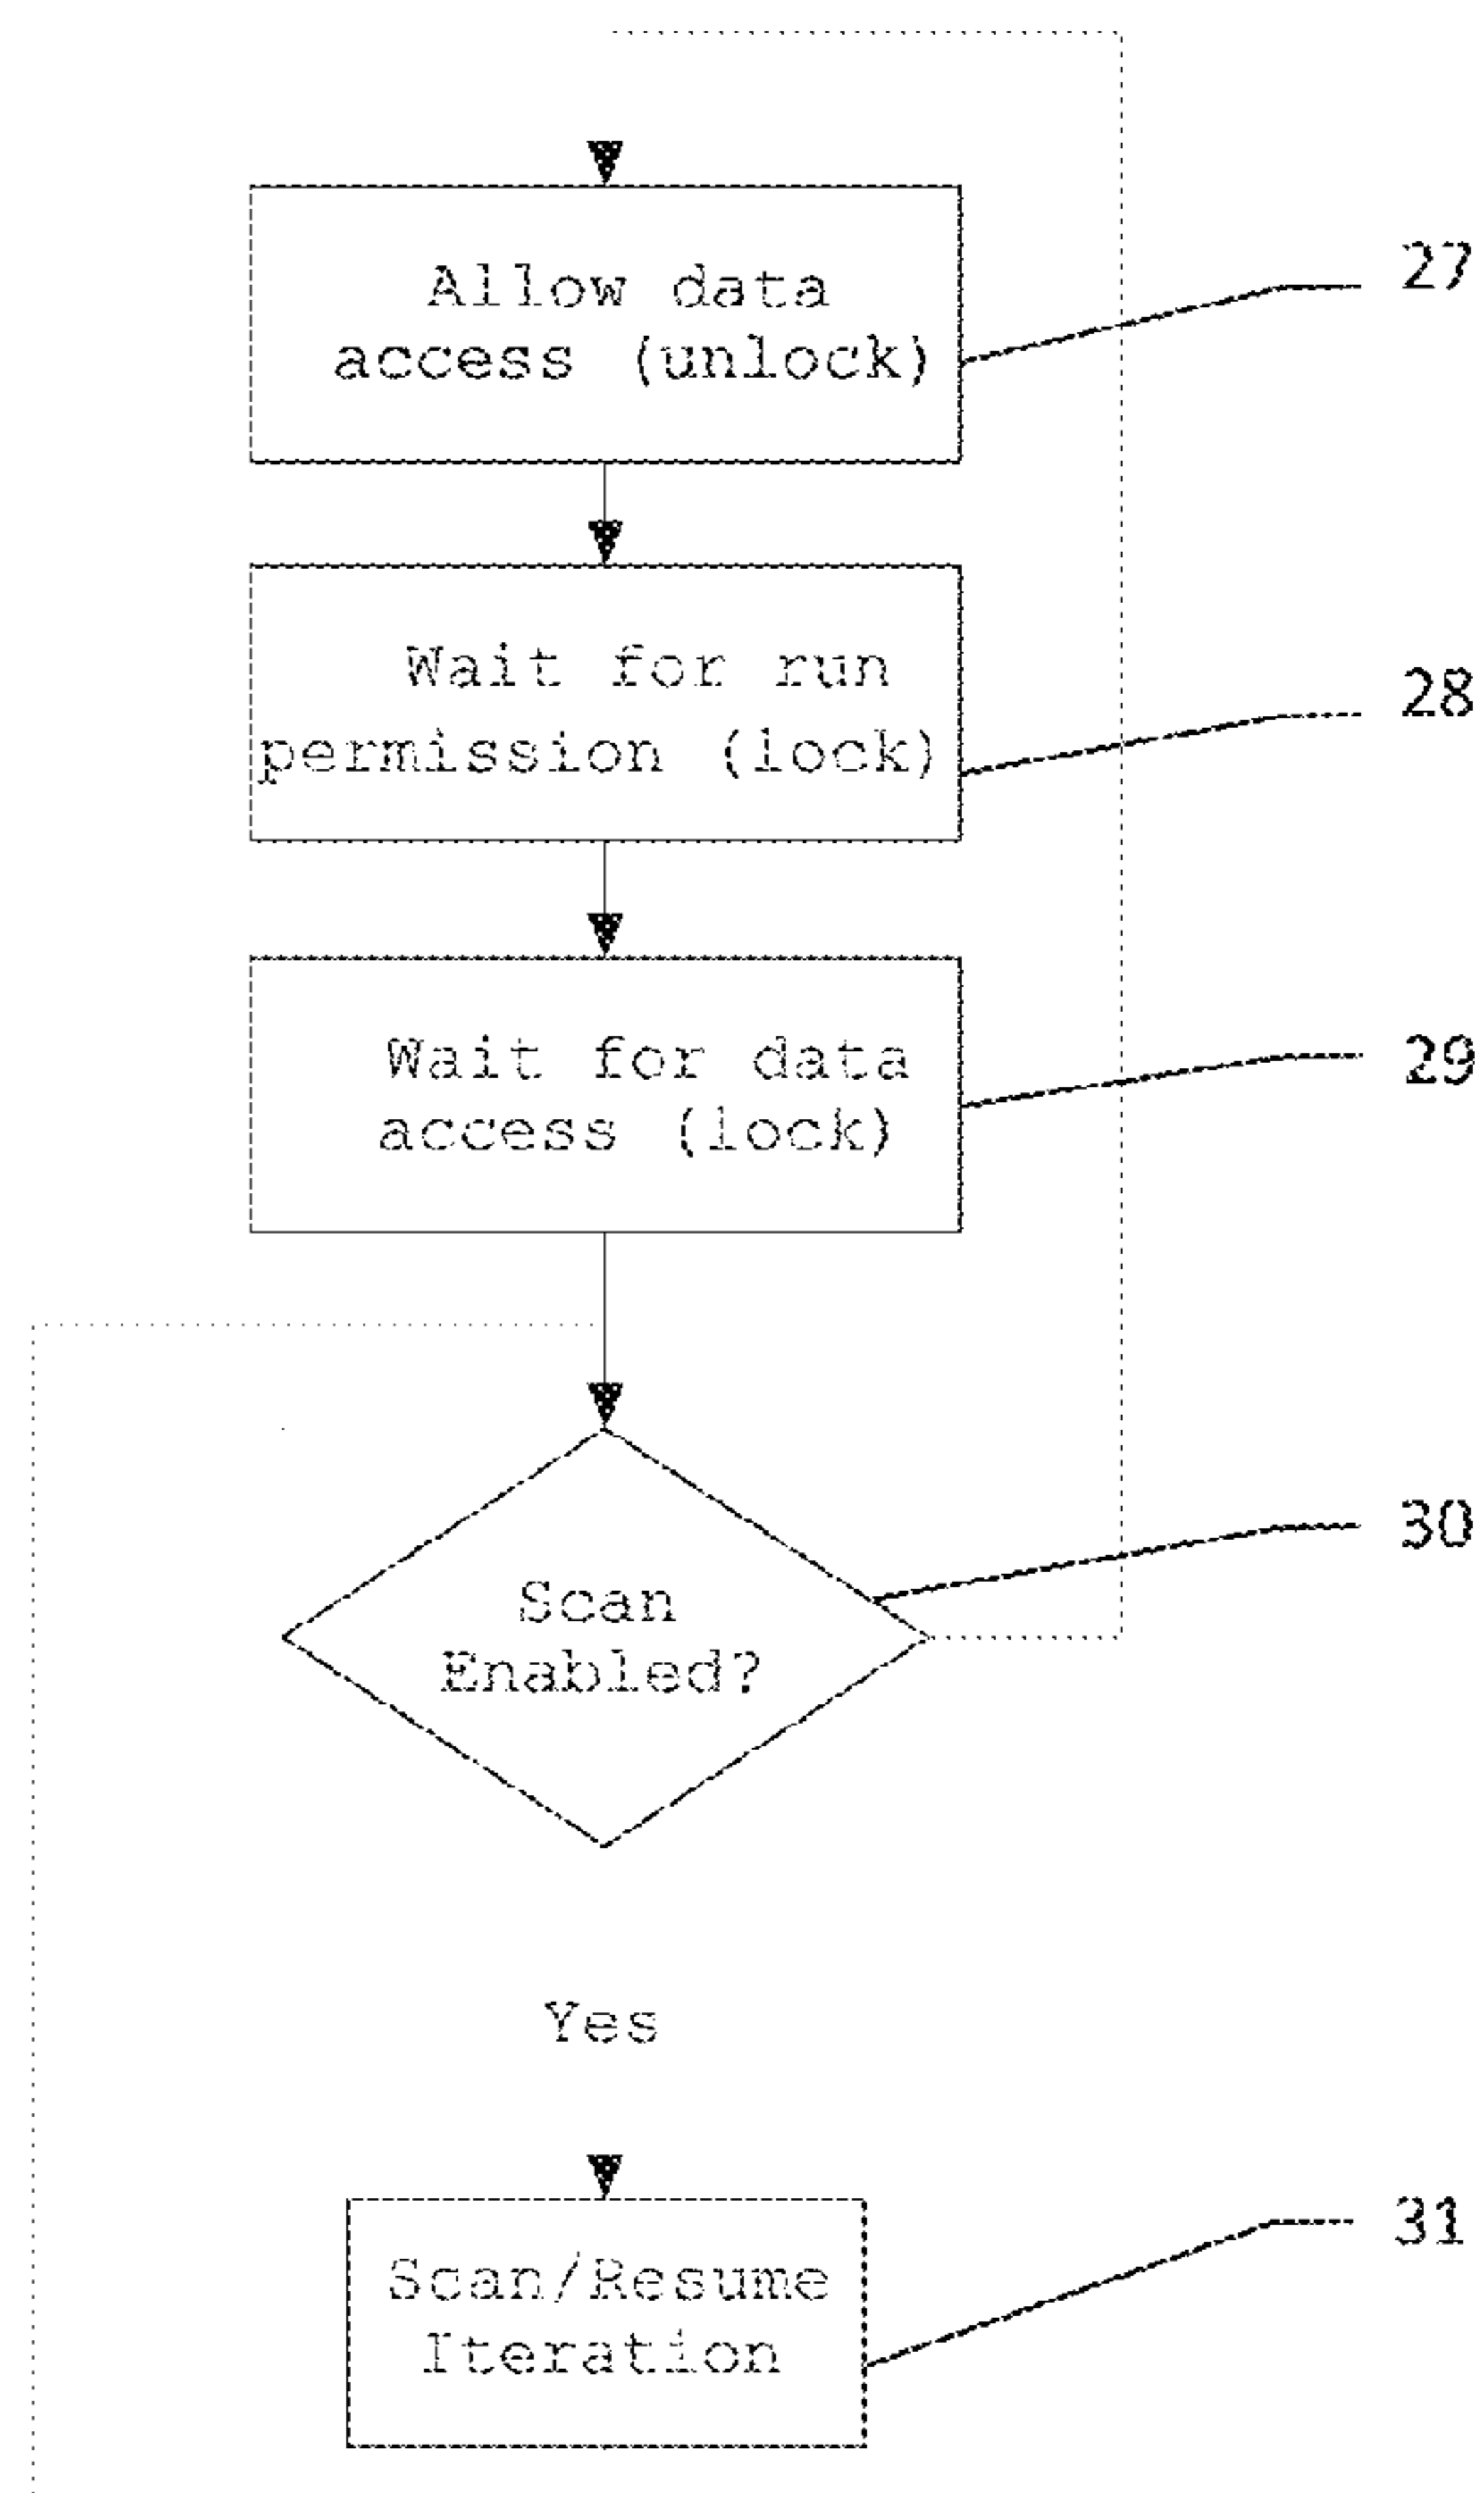 Allow data
access (unlock)
27
Wait for run
permission (lock)
28
Wait for data
access (lock)
29
Scan
Enabled?
30
Yes
Scan/Resume
Iteration
31